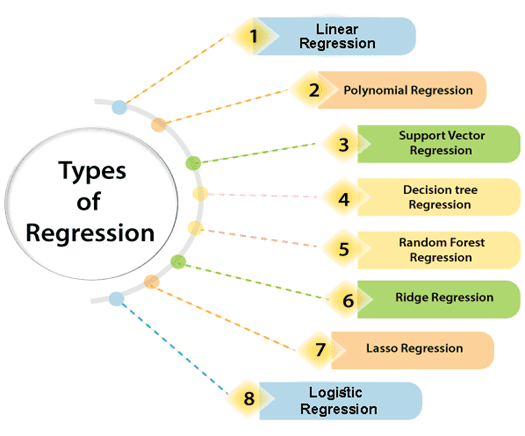 Types
of
Regression
1
Linear
Regression
2
Polynomial Regression
3
Support Vector
Regression
4
Decision tree
Regression
5
Random Forest
Regression
6
Ridge Regression
7
Lasso Regression
8
Logistic
Regression